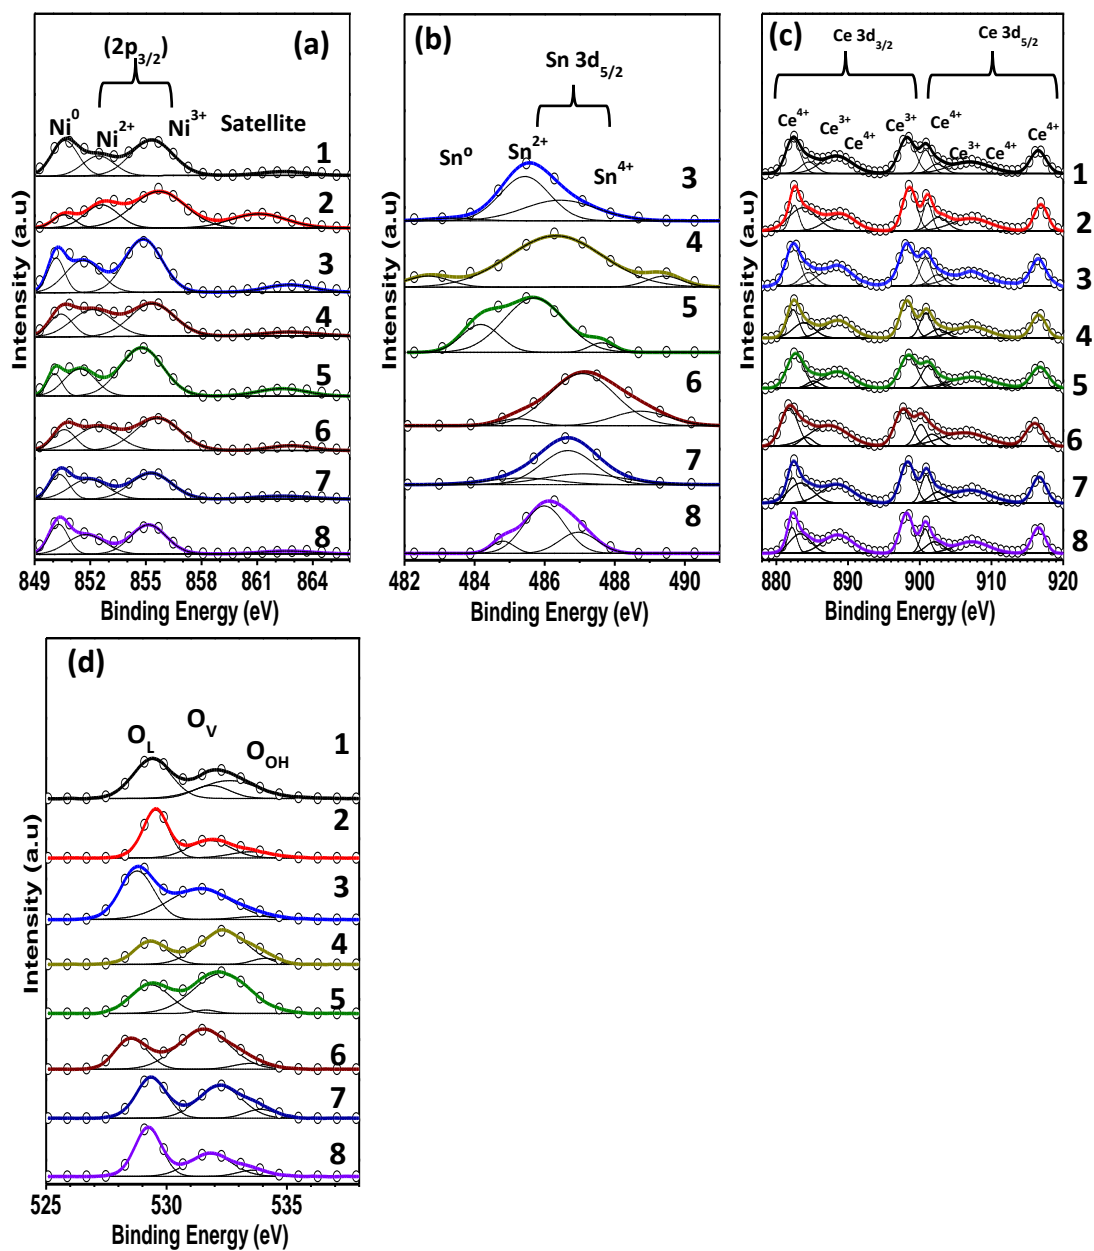 (a)
(2p3/2)
Ni0
Ni2+
Ni3+
Satellite
1
2
3
4
5
6
7
8
Intensity (a.u)
849 852 855 858 861 864
Binding Energy (eV)
(b)
Sn 3d5/2
Sno
Sn2+
Sn4+
3
4
5
6
7
8
Intensity (a.u)
482 484 486 488 490
Binding Energy (eV)
(c)
Ce 3d3/2
Ce 3d5/2
Ce4+
Ce3+
Ce4+
Ce3+
Ce4+
Ce3+
Ce4+
Ce4+
1
2
3
4
5
6
7
8
Intensity (a.u)
880 890 900 910 920
Binding Energy (eV)
(d)
OL
OV
OOH
1
2
3
4
5
6
7
8
Intensity (a.u)
525 530 535
Binding Energy (eV)